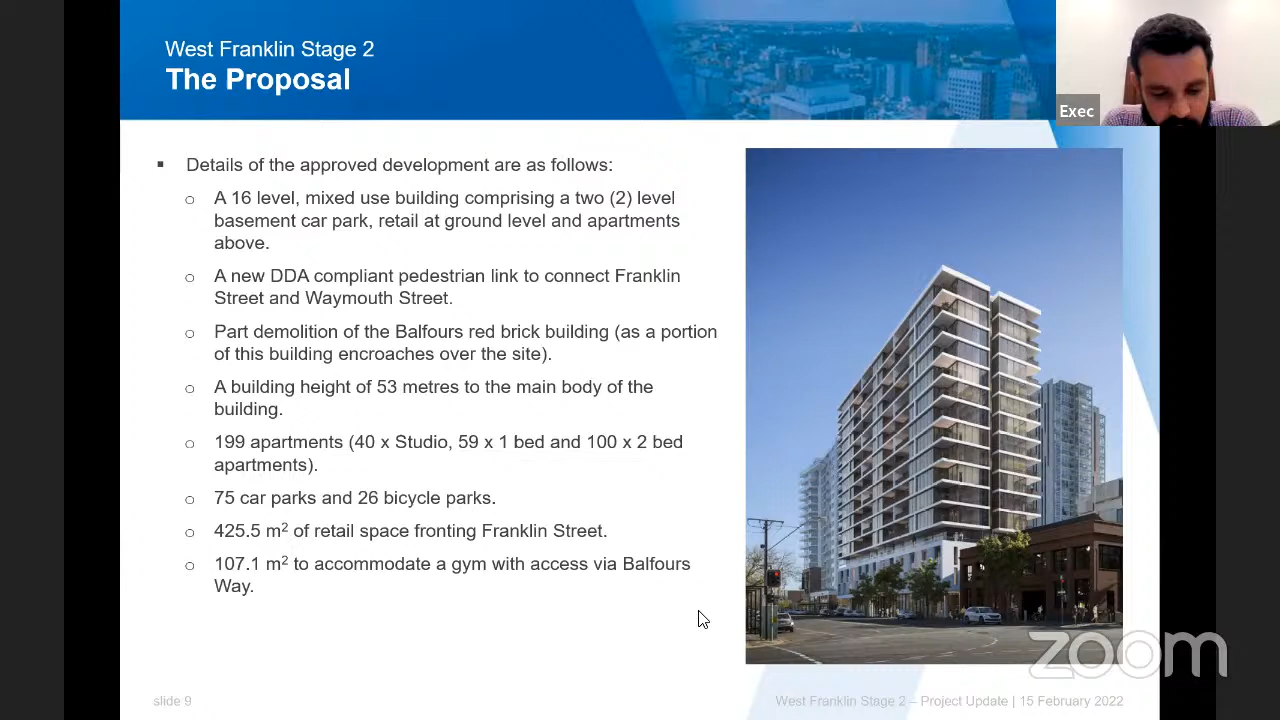 West Franklin Stage 2
The Proposal
Exec
▪ Details of the approved development are as follows:
o A 16 level, mixed use building comprising a two (2) level
basement car park, retail at ground level and apartments
above.
o A new DDA compliant pedestrian link to connect Franklin
Street and Waymouth Street.
o Part demolition of the Balfours red brick building (as a portion
of this building encroaches over the site).
o A building height of 53 metres to the main body of the
building.
o 199 apartments (40 x Studio, 59 x 1 bed and 100 x 2 bed
apartments).
o 75 car parks and 26 bicycle parks.
o 425.5 m² of retail space fronting Franklin Street.
o 107.1 m² to accommodate a gym with access via Balfours
Way.
zoom
slide 9
West Franklin Stage 2 – Project Update | 15 February 2022